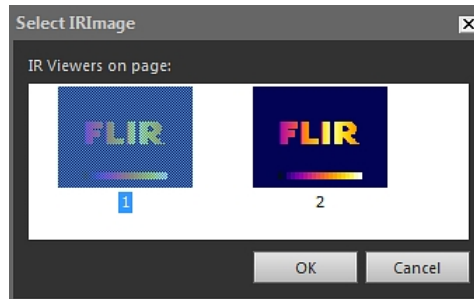 Select IRImage
IR Viewers on page:
FLIR FLIR
1 2
OK Cancel